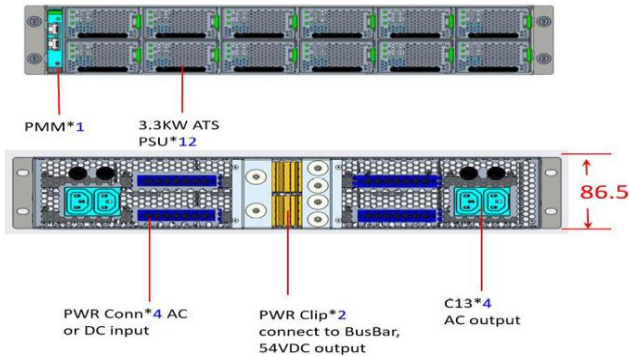 PMM*1
3.3KW ATS
PSU*12
86.5
PWR Conn*4 AC
or DC input
PWR Clip*2
connect to BusBar,
54VDC output
C13*4
AC output